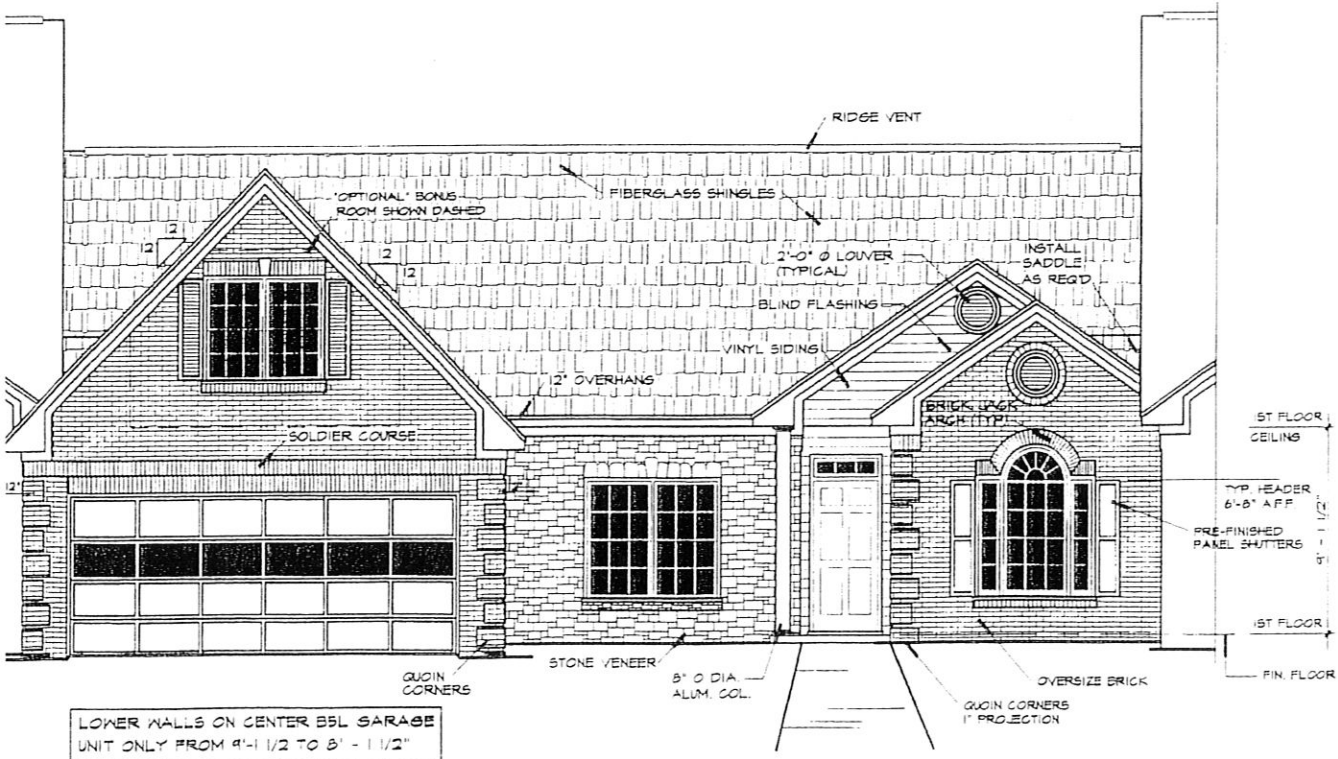 RIDGE VENT
"OPTIONAL" BONUS
ROOM SHOWN DASHED
FIBERGLASS SHINGLES
12
12
12
12
2'-0" Ø LOUVER
(TYPICAL)
INSTALL
SADDLE
AS REQ'D
BLIND FLASHING
VINYL SIDING
12" OVERHANG
BRICK JACK
ARCH (TYP)
1ST FLOOR
CEILING
SOLDIER COURSE
12"
TYP. HEADER
6'-8" A.F.F.
PRE-FINISHED
PANEL SHUTTERS
1ST FLOOR
STONE VENEER
QUOIN
CORNERS
8" O DIA.
ALUM. COL.
OVERSIZE BRICK
FIN. FLOOR
QUOIN CORNERS
1" PROJECTION
LOWER WALLS ON CENTER BSL GARAGE
UNIT ONLY FROM 9'-1 1/2 TO 8' - 1 1/2"